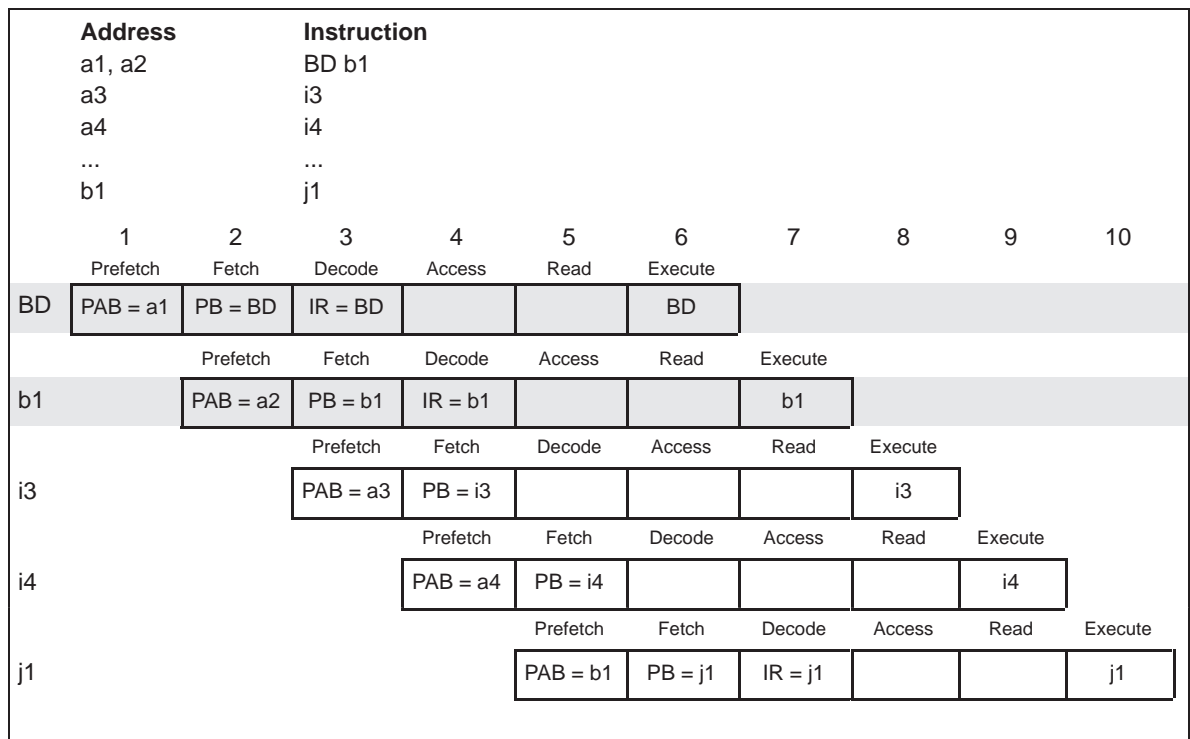 Address Instruction
a1, a2 BD b1
a3 i3
a4 i4
... ...
b1 j1
1 2 3 4 5 6 7 8 9 10
Prefetch Fetch Decode Access Read Execute
BD PAB = a1 PB = BD IR = BD BD
Prefetch Fetch Decode Access Read Execute
b1 PAB = a2 PB = b1 IR = b1 b1
Prefetch Fetch Decode Access Read Execute
i3 PAB = a3 PB = i3 i3
Prefetch Fetch Decode Access Read Execute
i4 PAB = a4 PB = i4 i4
Prefetch Fetch Decode Access Read Execute
j1 PAB = b1 PB = j1 IR = j1 j1